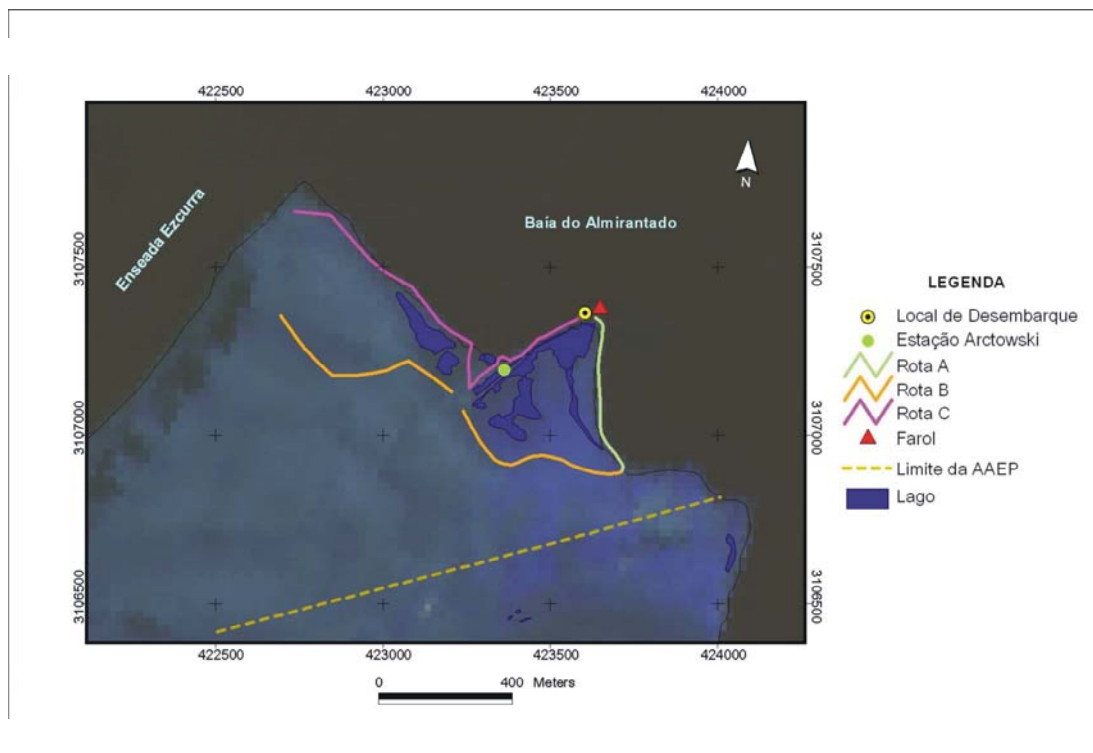 422500 423000 423500 424000
N
Enseada Ezcurra
Baía do Almirantado
3107500 3107500
3107000 3107000
3106500 3106500
422500 423000 423500 424000
0 400 Meters
LEGENDA
Local de Desembarque
Estação Arctowski
Rota A
Rota B
Rota C
Farol
Limite da AAEP
Lago